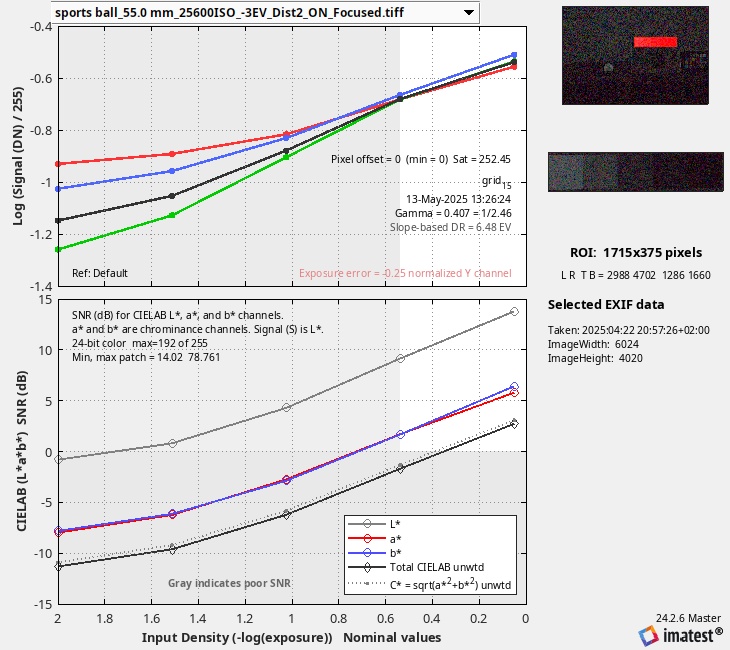 sports ball_55.0 mm_25600ISO_-3EV_Dist2_ON_Focused.tiff
-0.4
-0.6
-0.8
-1
-1.2
-1.4
Log (Signal (DN) / 255)
Pixel offset = 0 (min = 0) Sat = 252.45
grid_15
13-May-2025 13:26:24
Gamma = 0.407 = 1/2.46
Slope-based DR = 6.48 EV
Ref: Default
Exposure error = -0.25 normalized Y channel
15
10
5
0
-5
-10
-15
CIELAB (L*a*b*) SNR (dB)
SNR (dB) for CIELAB L*, a*, and b* channels.
a* and b* are chrominance channels. Signal (S) is L*.
24-bit color max=192 of 255
Min, max patch = 14.02 78.761
Gray indicates poor SNR
L*
a*
b*
Total CIELAB unwtd
C* = sqrt(a*2+b*2) unwtd
2 1.8 1.6 1.4 1.2 1 0.8 0.6 0.4 0.2 0
Input Density (-log(exposure)) Nominal values
ROI: 1715x375 pixels
L R T B = 2988 4702 1286 1660
Selected EXIF data
Taken: 2025:04:22 20:57:26+02:00
ImageWidth: 6024
ImageHeight: 4020
24.2.6 Master
imatest®